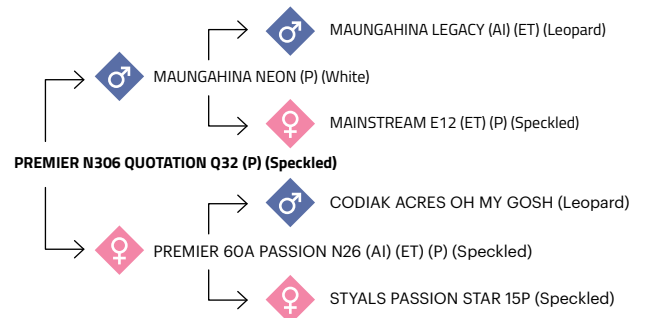 MAUNGAHINA LEGACY (AI) (ET) (Leopard)
MAUNGAHINA NEON (P) (White)
MAINSTREAM E12 (ET) (P) (Speckled)
PREMIER N306 QUOTATION Q32 (P) (Speckled)
CODIAK ACRES OH MY GOSH (Leopard)
PREMIER 60A PASSION N26 (AI) (ET) (P) (Speckled)
STYALS PASSION STAR 15P (Speckled)